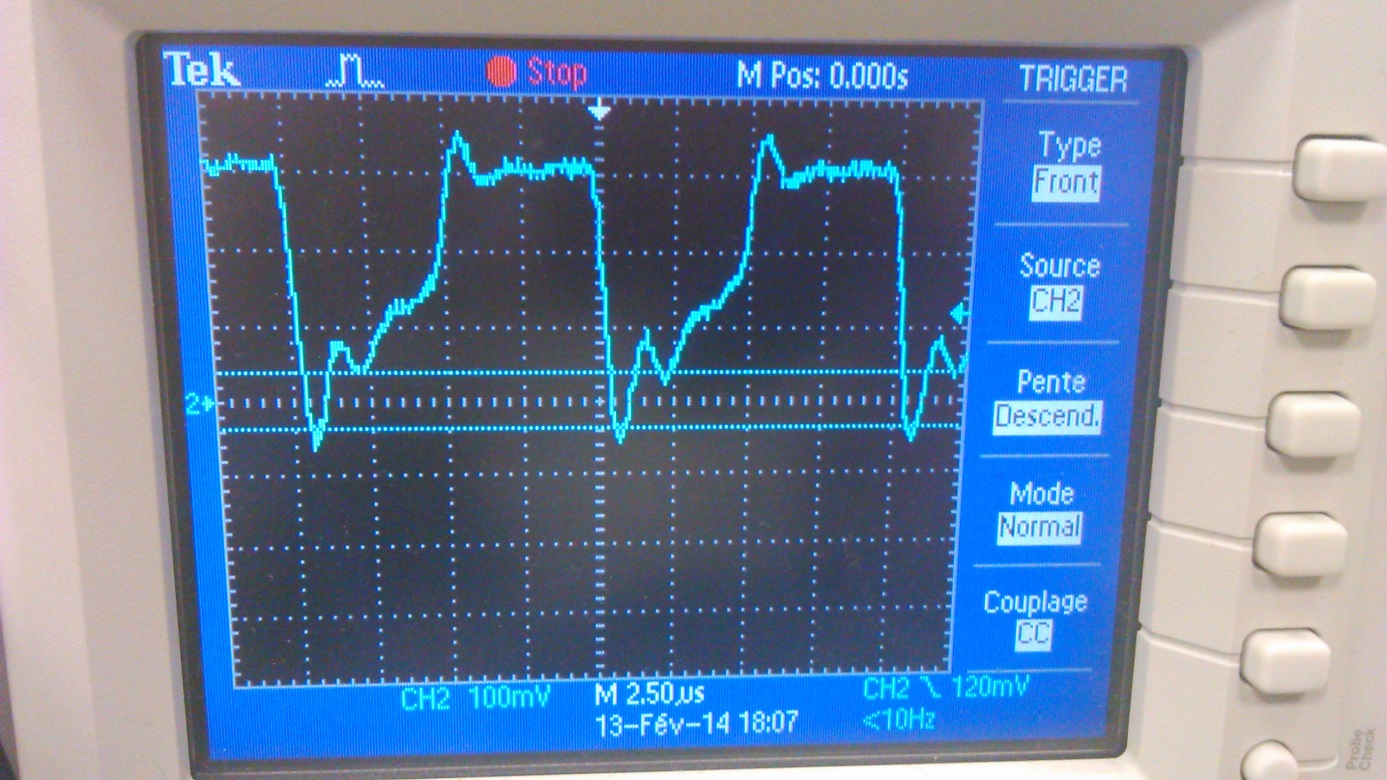 Tek Stop M Pos: 0.000s TRIGGER
Type
Front
Source
CH2
Pente
Descend.
Mode
Normal
Couplage
CC
2
CH2 100mV M 2.50µs CH2 120mV
13-Fév-14 18:07 <10Hz
Probe
Check